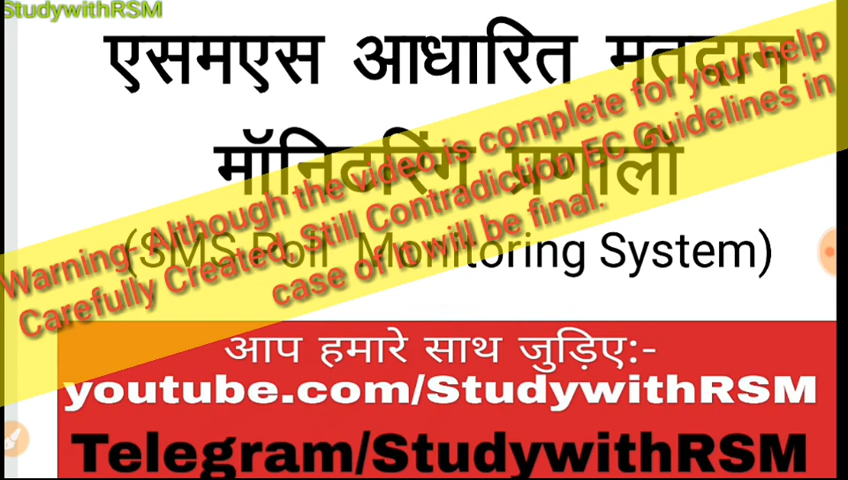 StudywithRSM
एसएमएस आधारित मतदान
मॉनिटरिंग प्रणाली
(SMS Poll Monitoring System)
Warning- Although the video is complete for your help
Carefully Created, Still Contradiction EC Guidelines in
case of It will be final.
आप हमारे साथ जुड़िए:-
youtube.com/StudywithRSM
Telegram/StudywithRSM